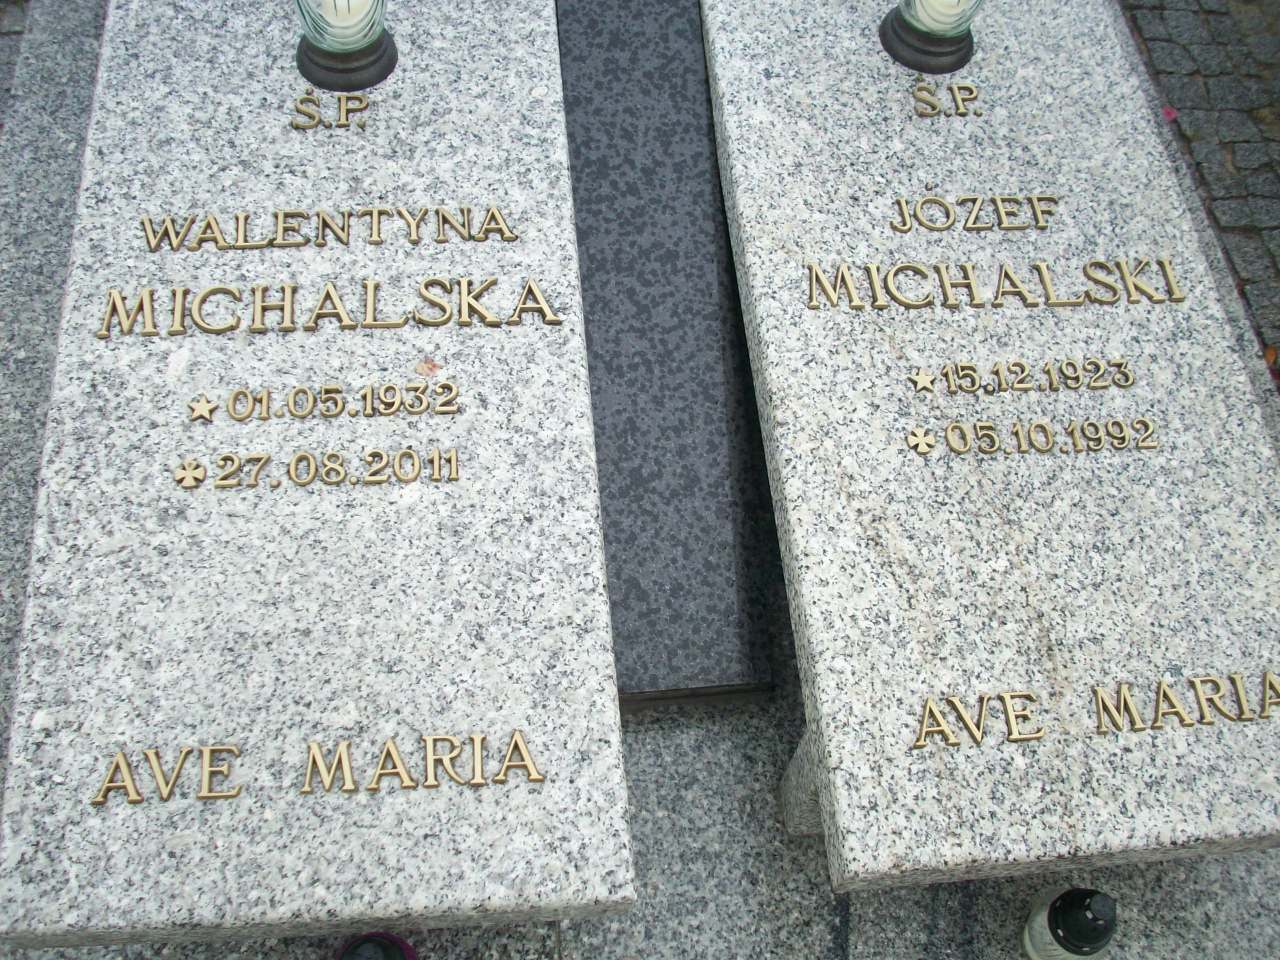 Ś.P.
WALENTYNA
MICHALSKA
01.05.1932
27.08.2011
AVE MARIA
Ś.P.
JÓZEF
MICHALSKI
15.12.1923
05.10.1992
AVE MARIA